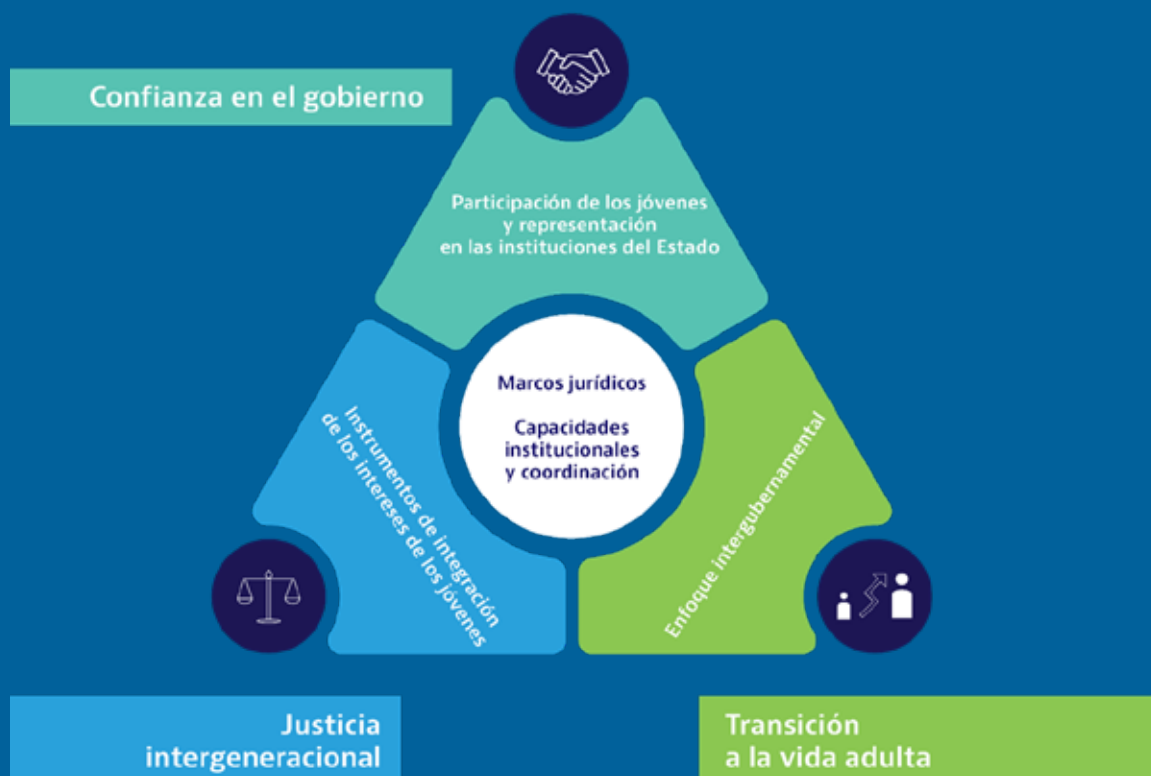 Confianza en el gobierno
Participación de los jóvenes
y representación
en las instituciones del Estado
Marcos jurídicos
Capacidades
institucionales
y coordinación
Instrumentos de integración
de los intereses de los jóvenes
Enfoque intergubernamental
Justicia
intergeneracional
Transición
a la vida adulta